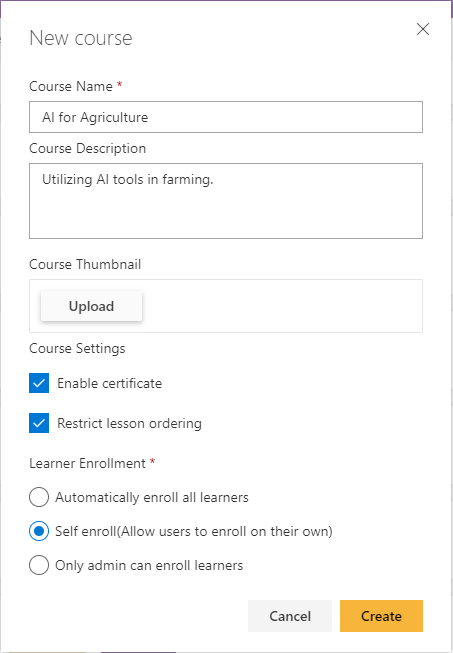 New course
Course Name *
AI for Agriculture
Course Description
Utilizing AI tools in farming.
Course Thumbnail
Upload
Course Settings
Enable certificate
Restrict lesson ordering
Learner Enrollment *
Automatically enroll all learners
Self enroll(Allow users to enroll on their own)
Only admin can enroll learners
Cancel Create